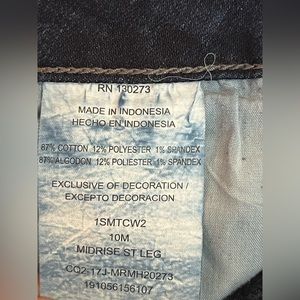 RN 130273
MADE IN INDONESIA
HECHO EN INDONESIA
87% COTTON 12% POLYESTER 1% SPANDEX
87% ALGODON 12% POLIESTER 1% SPANDEX
EXCLUSIVE OF DECORATION /
EXCEPTO DECORACION
1SMTCW2
10M
MIDRISE ST LEG
CO2:17J-MRMH20273
191056156107